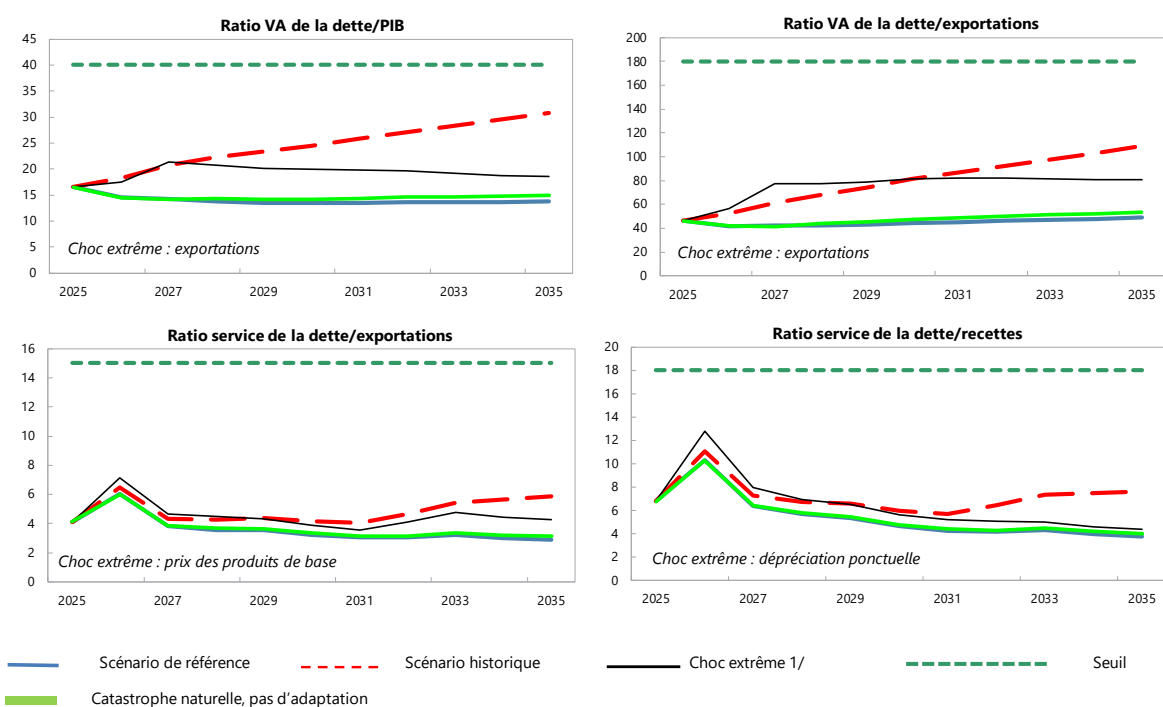 Ratio VA de la dette/PIB
45
40
35
30
25
20
15
10
5
0
Choc extrême : exportations
2025 2027 2029 2031 2033 2035
Ratio VA de la dette/exportations
200
180
160
140
120
100
80
60
40
20
0
Choc extrême : exportations
2025 2027 2029 2031 2033 2035
Ratio service de la dette/exportations
16
14
12
10
8
6
4
2
0
Choc extrême : prix des produits de base
2025 2027 2029 2031 2033 2035
Ratio service de la dette/recettes
20
18
16
14
12
10
8
6
4
2
0
Choc extrême : dépréciation ponctuelle
2025 2027 2029 2031 2033 2035
Scénario de référence Scénario historique Choc extrême 1/ Seuil
Catastrophe naturelle, pas d’adaptation